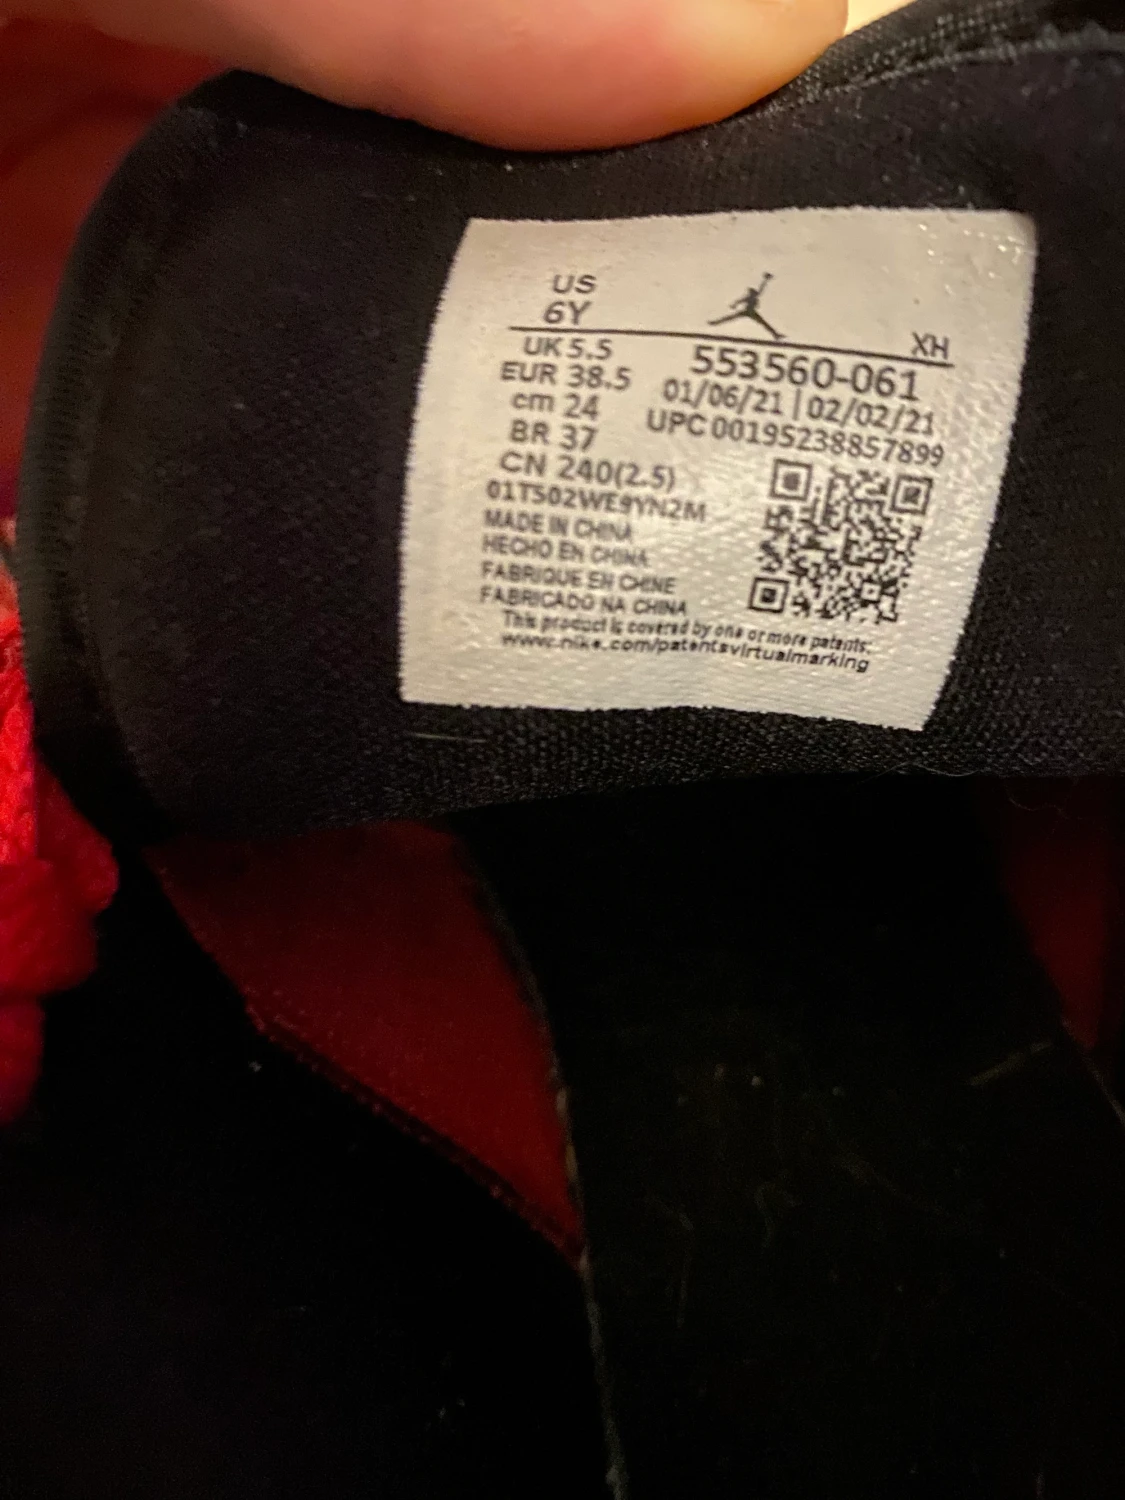 US
6Y
XH
UK 5.5
EUR 38.5
cm 24
BR 37
CN 240(2.5)
553560-061
01/06/21 | 02/02/21
UPC 00195238857899
01TS02WE9YN2M
MADE IN CHINA
HECHO EN CHINA
FABRIQUE EN CHINE
FABRICADO NA CHINA
This product is covered by one or more patents:
www.nike.com/patentsvirtualmarking